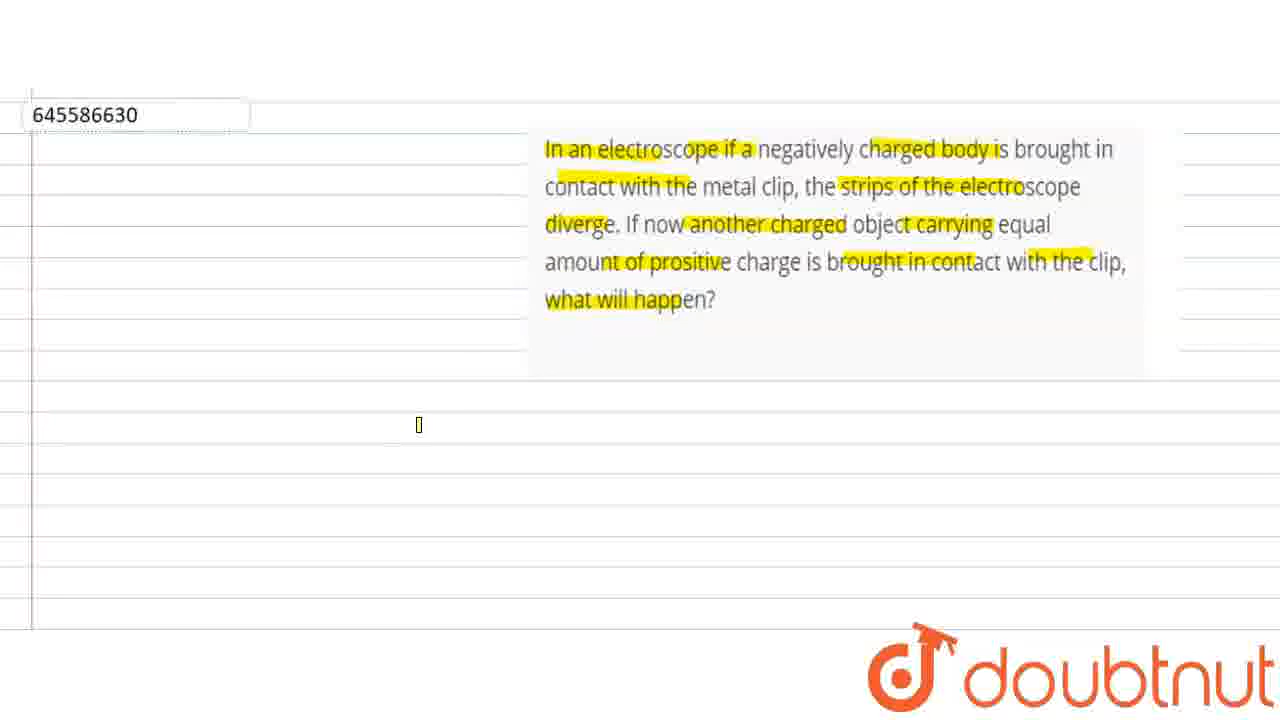 645586630
In an electroscope if a negatively charged body is brought in
contact with the metal clip, the strips of the electroscope
diverge. If now another charged object carrying equal
amount of prositive charge is brought in contact with the clip,
what will happen?
doubtnut